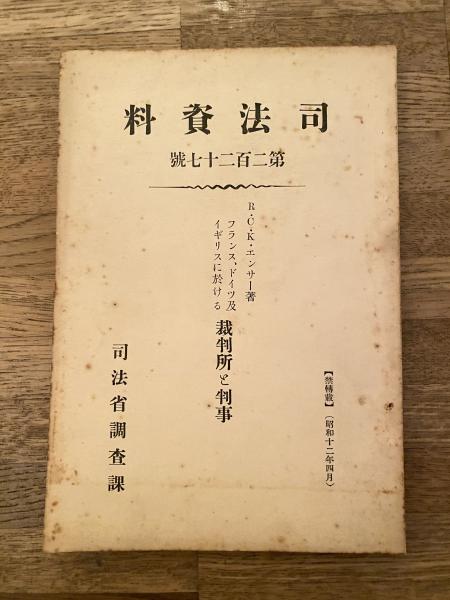 司法資料
第二百二十七號
【禁轉載】（昭和十二年四月）
R・C・K・エンサー著
フランス、ドイツ及
イギリスに於ける
裁判所と判事
司法省調査課